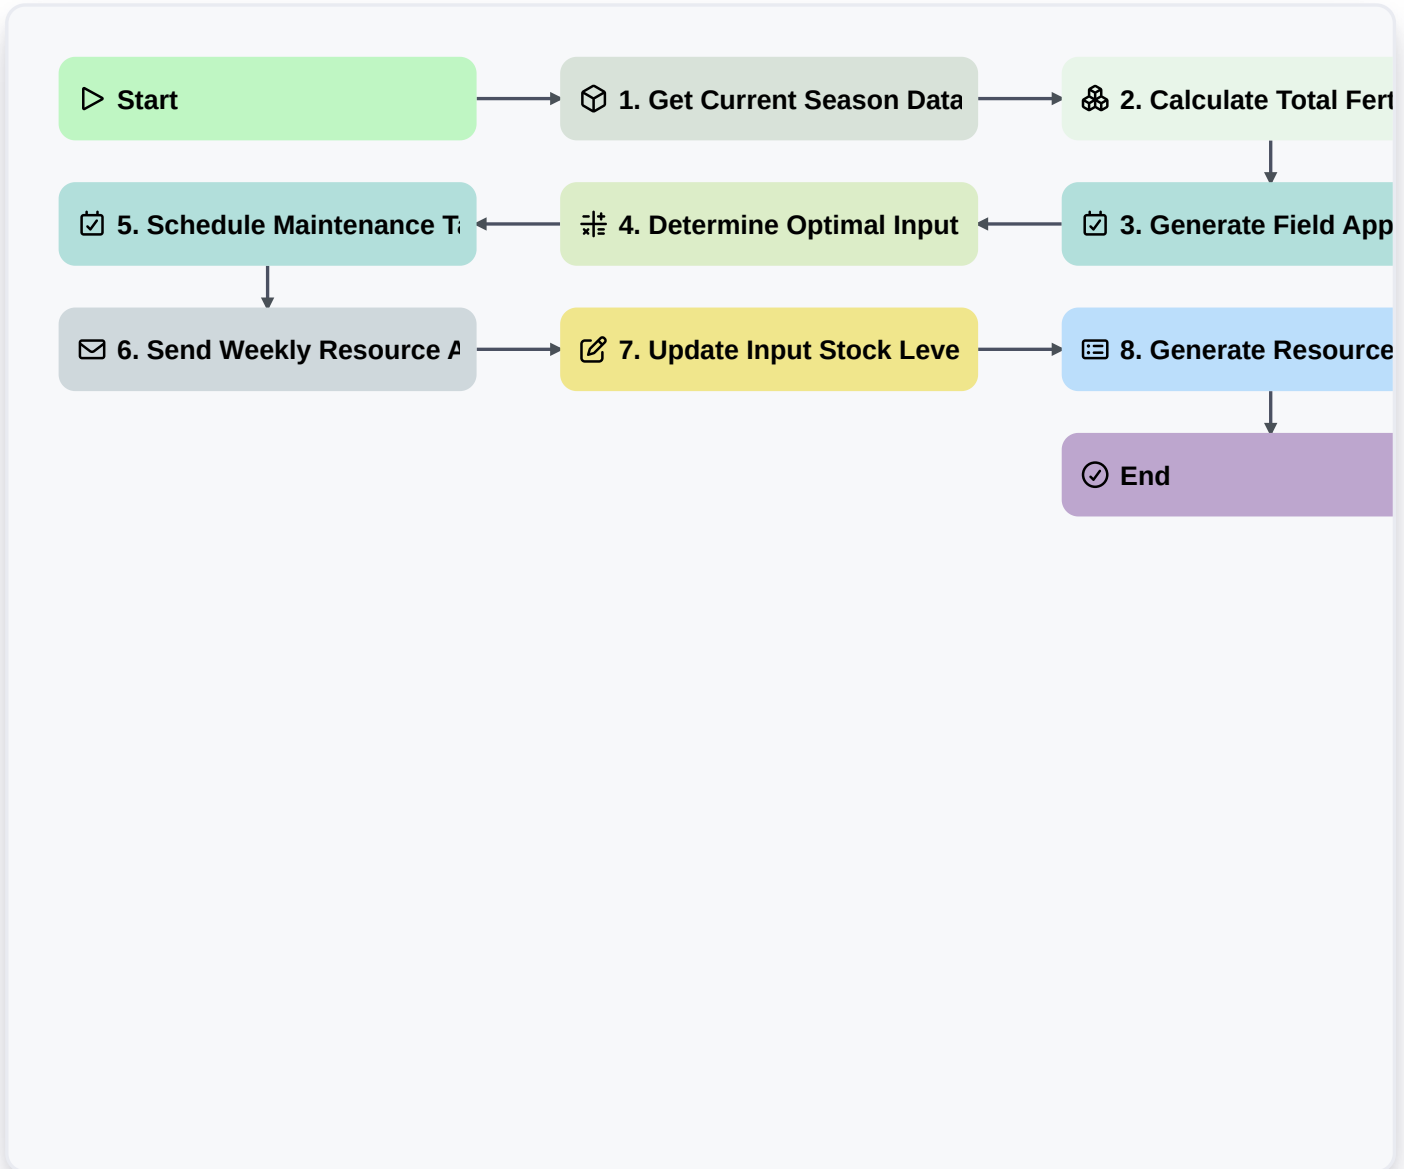 Start
1. Get Current Season Data
2. Calculate Total Fert
5. Schedule Maintenance
4. Determine Optimal Input
3. Generate Field App
6. Send Weekly Resource
7. Update Input Stock Leve
8. Generate Resource
End